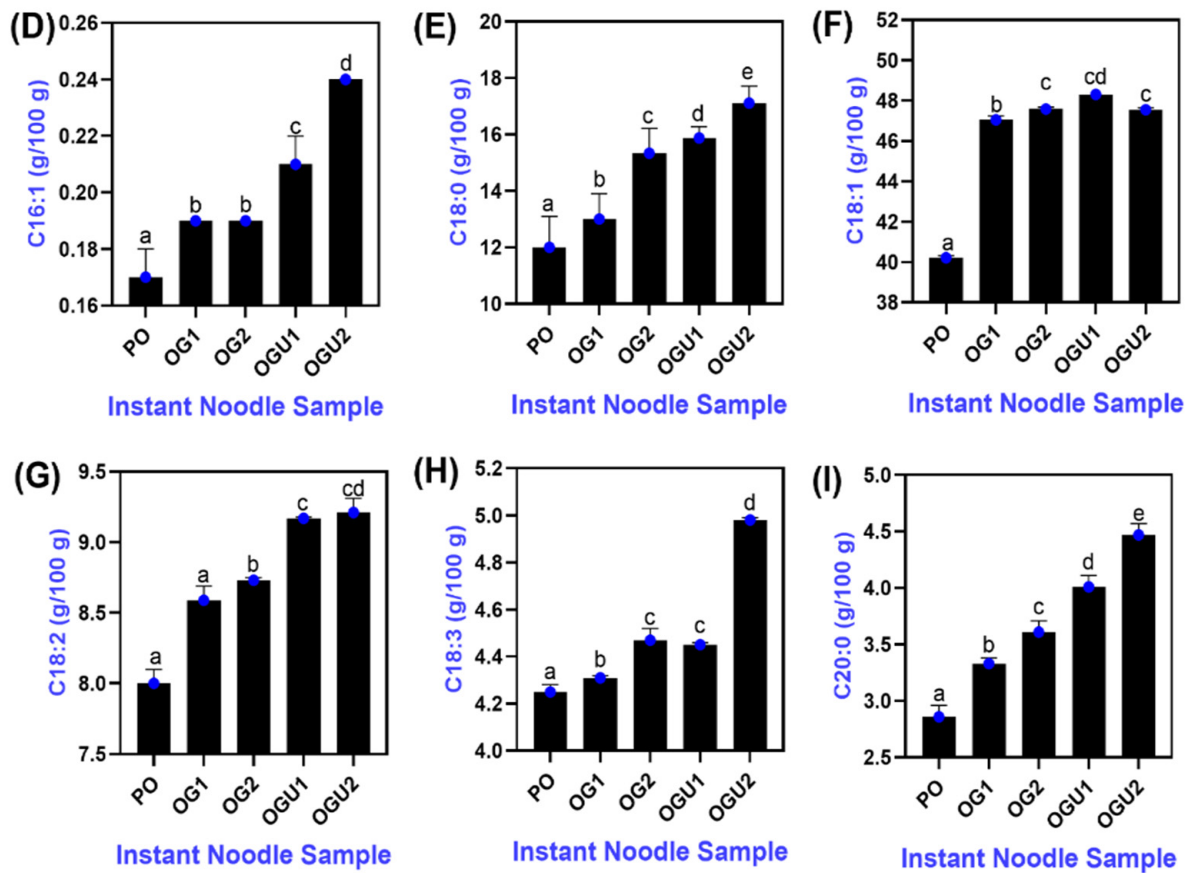 (D)
C16:1 (g/100 g)
0.26
0.24
0.22
0.20
0.18
0.16
a
b
b
c
d
PO
OG1
OG2
OGU1
OGU2
Instant Noodle Sample
(E)
C18:0 (g/100 g)
20
18
16
14
12
10
a
b
c
d
e
PO
OG1
OG2
OGU1
OGU2
Instant Noodle Sample
(F)
C18:1 (g/100 g)
52
50
48
46
44
42
40
38
a
b
c
cd
c
PO
OG1
OG2
OGU1
OGU2
Instant Noodle Sample
(G)
C18:2 (g/100 g)
9.5
9.0
8.5
8.0
7.5
a
a
b
c
cd
PO
OG1
OG2
OGU1
OGU2
Instant Noodle Sample
(H)
C18:3 (g/100 g)
5.2
5.0
4.8
4.6
4.4
4.2
4.0
a
b
c
c
d
PO
OG1
OG2
OGU1
OGU2
Instant Noodle Sample
(I)
C20:0 (g/100 g)
5.0
4.5
4.0
3.5
3.0
2.5
a
b
c
d
e
PO
OG1
OG2
OGU1
OGU2
Instant Noodle Sample